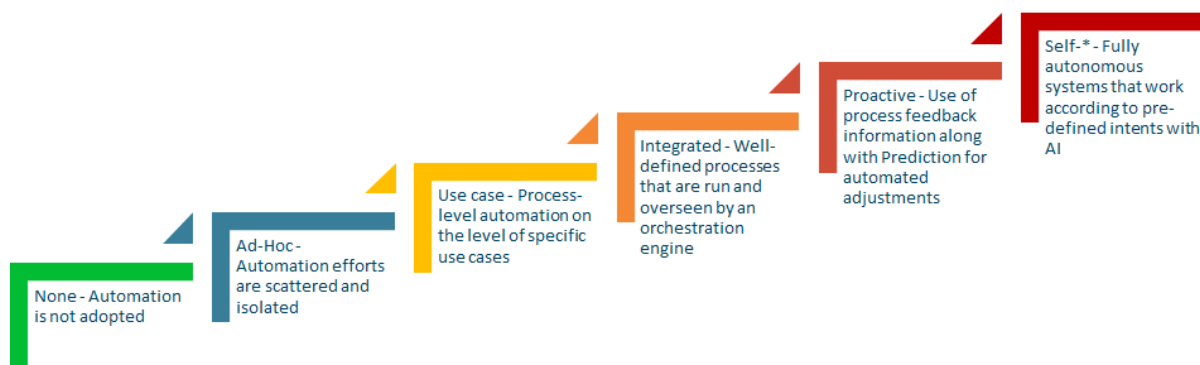 None - Automation
is not adopted
Ad-Hoc -
Automation efforts
are scattered and
isolated
Use case - Process-
level automation on
the level of specific
use cases
Integrated - Well-
defined processes
that are run and
overseen by an
orchestration
engine
Proactive - Use of
process feedback
information along
with Prediction for
automated
adjustments
Self-* - Fully
autonomous
systems that work
according to pre-
defined intents with
AI